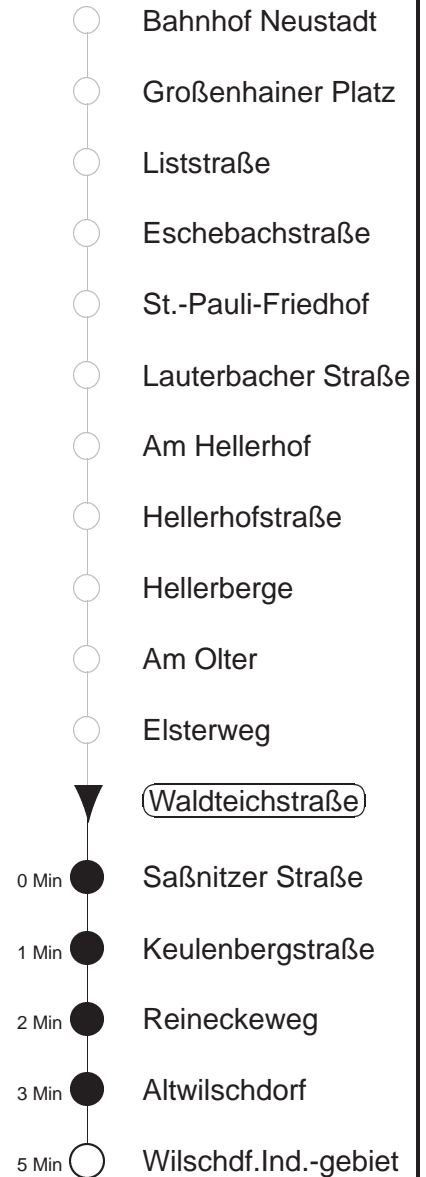 Bahnhof Neustadt
Großenhainer Platz
Liststraße
Eschebachstraße
St.-Pauli-Friedhof
Lauterbacher Straße
Am Hellerhof
Hellerhofstraße
Hellerberge
Am Olter
Elsterweg
Waldteichstraße
0 Min Saßnitzer Straße
1 Min Keulenbergstraße
2 Min Reineckeweg
3 Min Altwilschdorf
5 Min Wilschdf.Ind.-gebiet